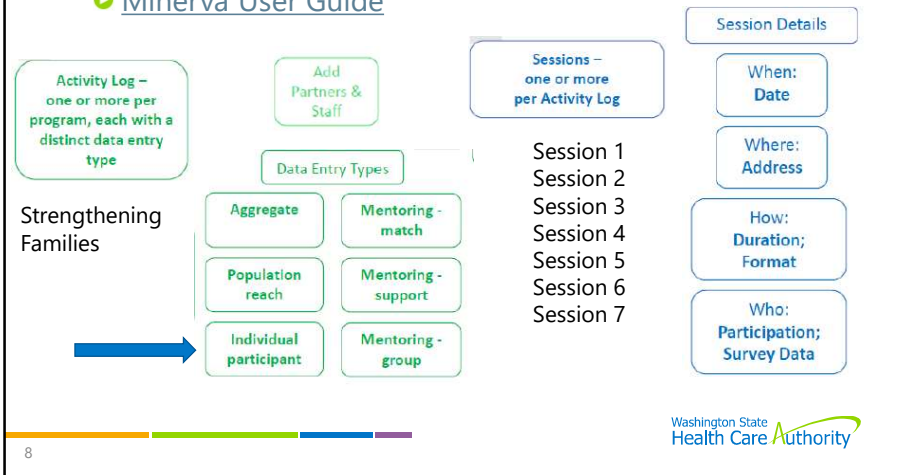 Minerva User Guide
Activity Log –
one or more per
program, each with a
distinct data entry
type
Strengthening
Families
Add
Partners &
Staff
Data Entry Types
Aggregate
Mentoring -
match
Population
reach
Mentoring -
support
Individual
participant
Mentoring -
group
Sessions –
one or more
per Activity Log
Session 1
Session 2
Session 3
Session 4
Session 5
Session 6
Session 7
Session Details
When:
Date
Where:
Address
How:
Duration;
Format
Who:
Participation;
Survey Data
8
Washington State
Health Care Authority